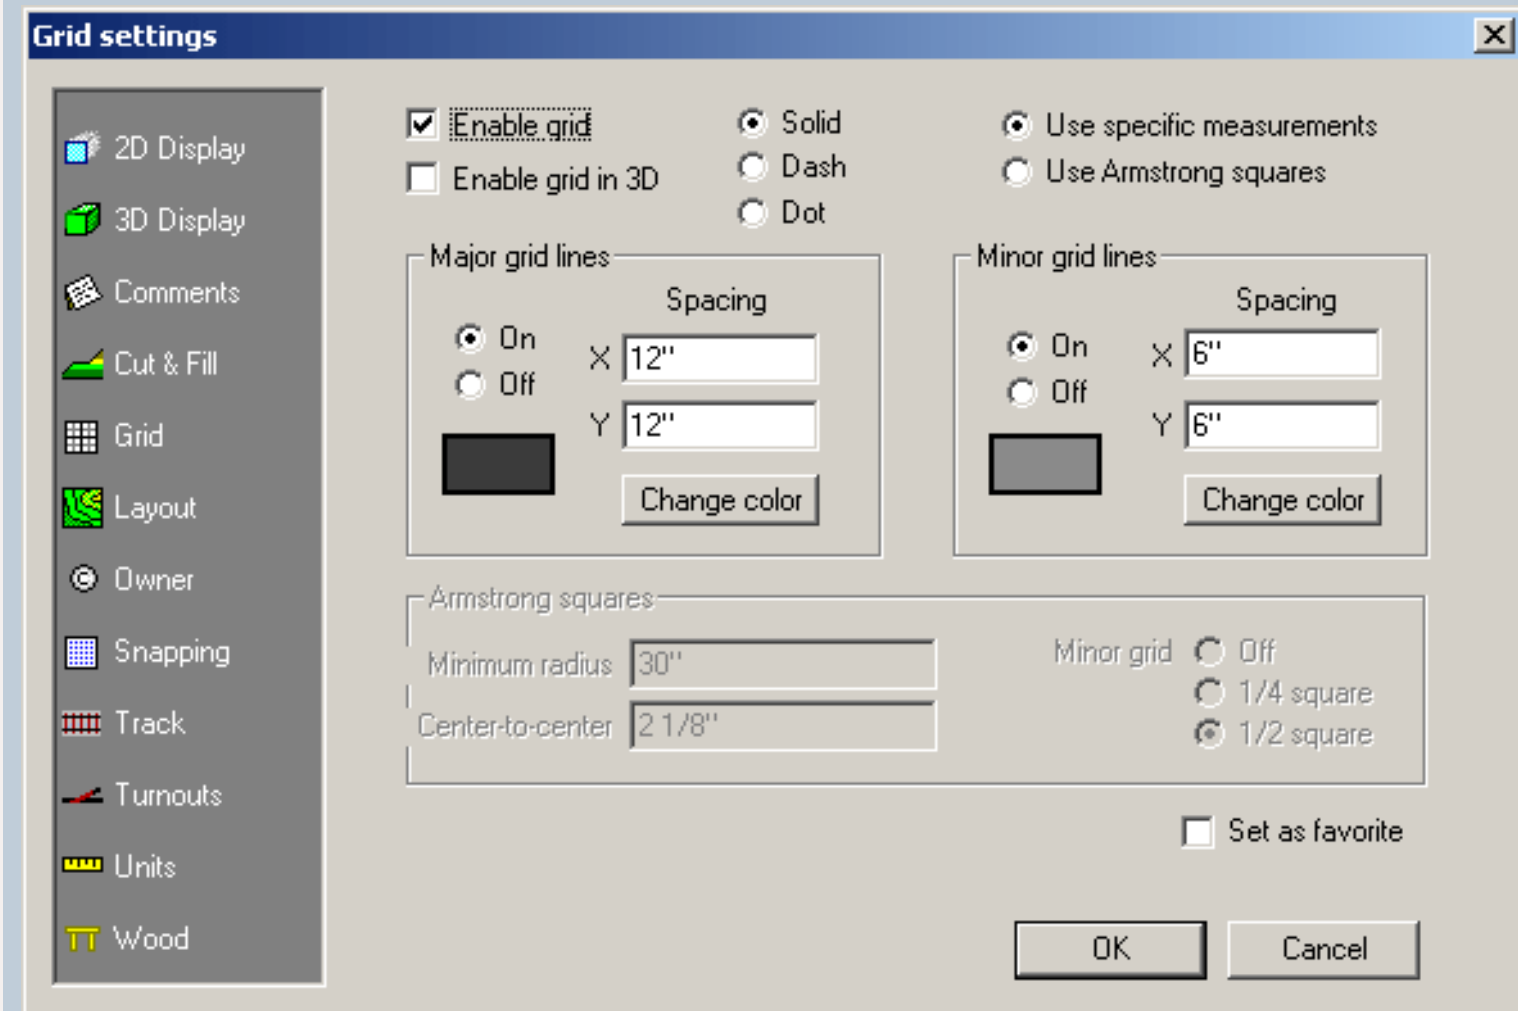 Grid settings
2D Display
3D Display
Comments
Cut & Fill
Grid
Layout
© Owner
Snapping
Track
Turnouts
Units
Wood
Enable grid
Enable grid in 3D
Solid
Dash
Dot
Use specific measurements
Use Armstrong squares
Major grid lines
Spacing
On
Off
X 12"
Y 12"
Change color
Minor grid lines
Spacing
On
Off
X 6"
Y 6"
Change color
Armstrong squares
Minimum radius 30"
Center-to-center 2 1/8"
Minor grid
Off
1/4 square
1/2 square
Set as favorite
OK
Cancel